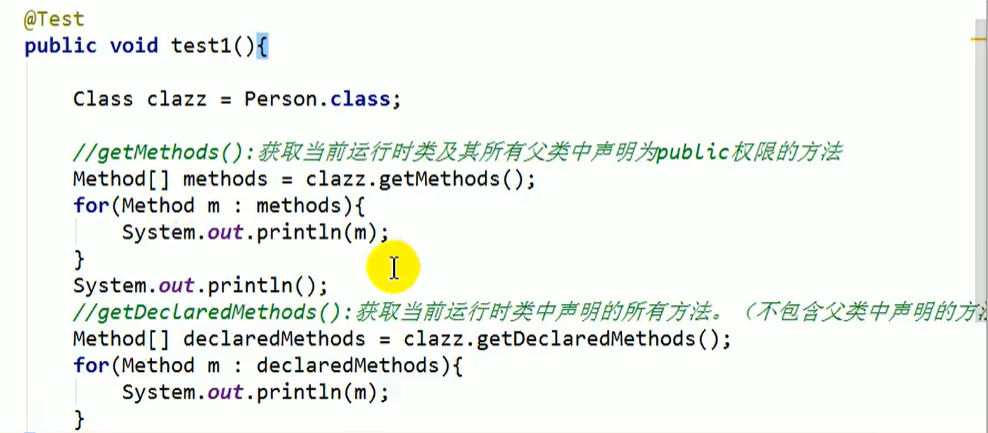 @Test
public void test1(){
Class clazz = Person.class;
//getMethods():获取当前运行时类及其所有父类中声明为public权限的方法
Method[] methods = clazz.getMethods();
for(Method m : methods){
System.out.println(m);
}
System.out.println();
//getDeclaredMethods():获取当前运行时类中声明的所有方法。（不包含父类中声明的方
Method[] declaredMethods = clazz.getDeclaredMethods();
for(Method m : declaredMethods){
System.out.println(m);
}